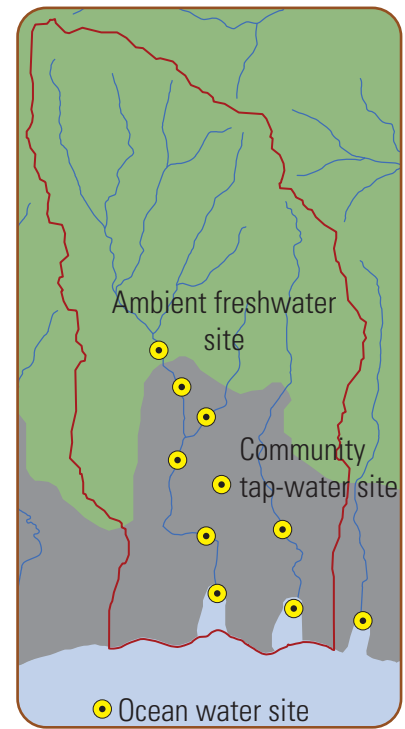 Ambient freshwater
site
Community
tap-water site
Ocean water site